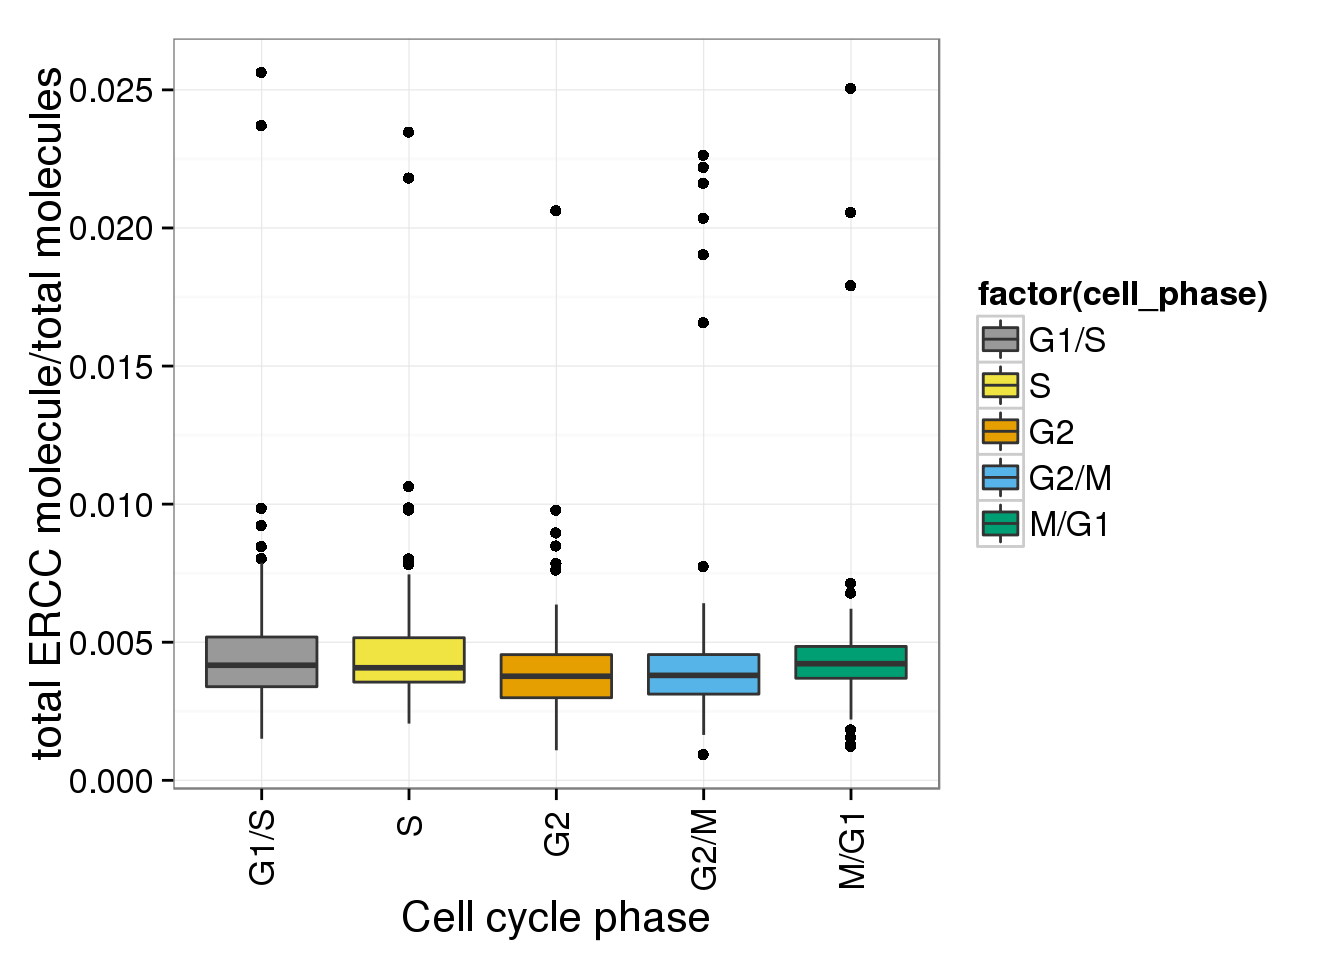 total ERCC molecule/total molecules
0.025
0.020
0.015
0.010
0.005
0.000
G1/S
S
G2
G2/M
M/G1
Cell cycle phase
factor(cell_phase)
G1/S
S
G2
G2/M
M/G1